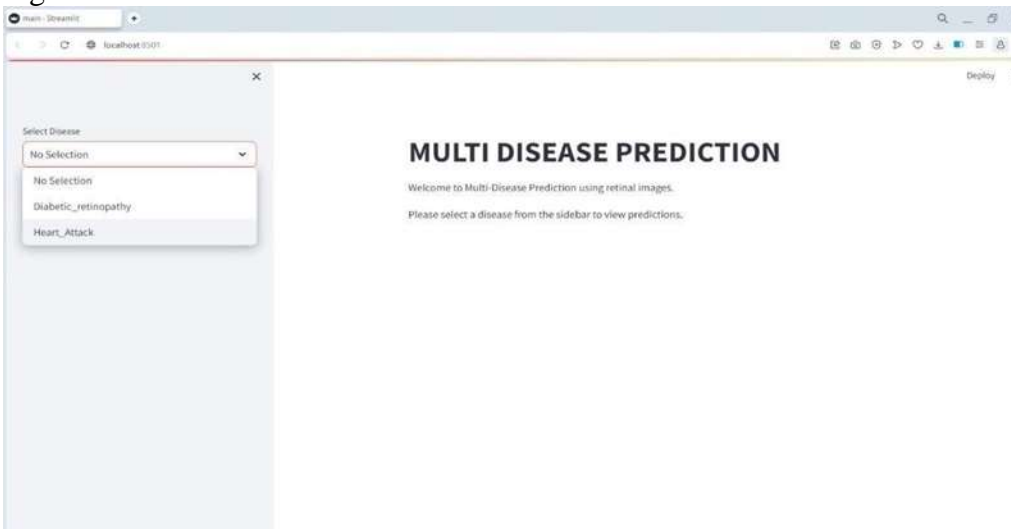 main · Streamlit
localhost:8501
Deploy
Select Disease
No Selection
No Selection
Diabetic_retinopathy
Heart_Attack
MULTI DISEASE PREDICTION
Welcome to Multi-Disease Prediction using retinal images.
Please select a disease from the sidebar to view predictions.